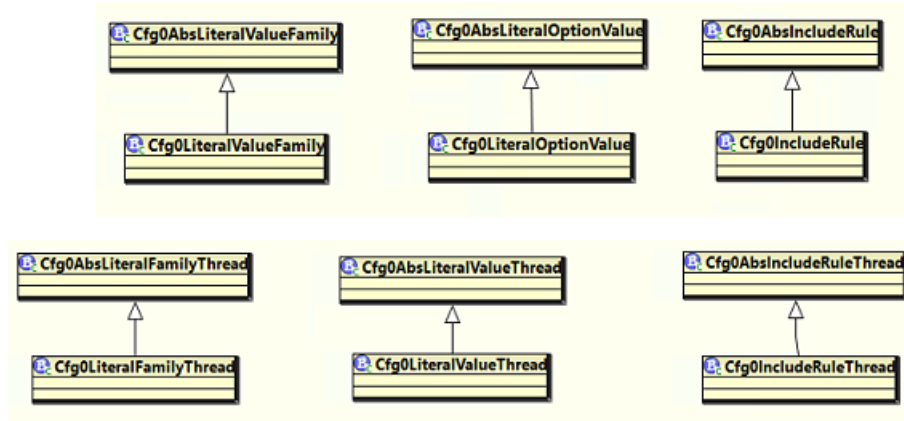 Cfg0AbsLiteralValueFamily
Cfg0AbsLiteralOptionValue
Cfg0AbsIncludeRule
Cfg0LiteralValueFamily
Cfg0LiteralOptionValue
Cfg0IncludeRule
Cfg0AbsLiteralFamilyThread
Cfg0AbsLiteralValueThread
Cfg0AbsIncludeRuleThread
Cfg0LiteralFamilyThread
Cfg0LiteralValueThread
Cfg0IncludeRuleThread